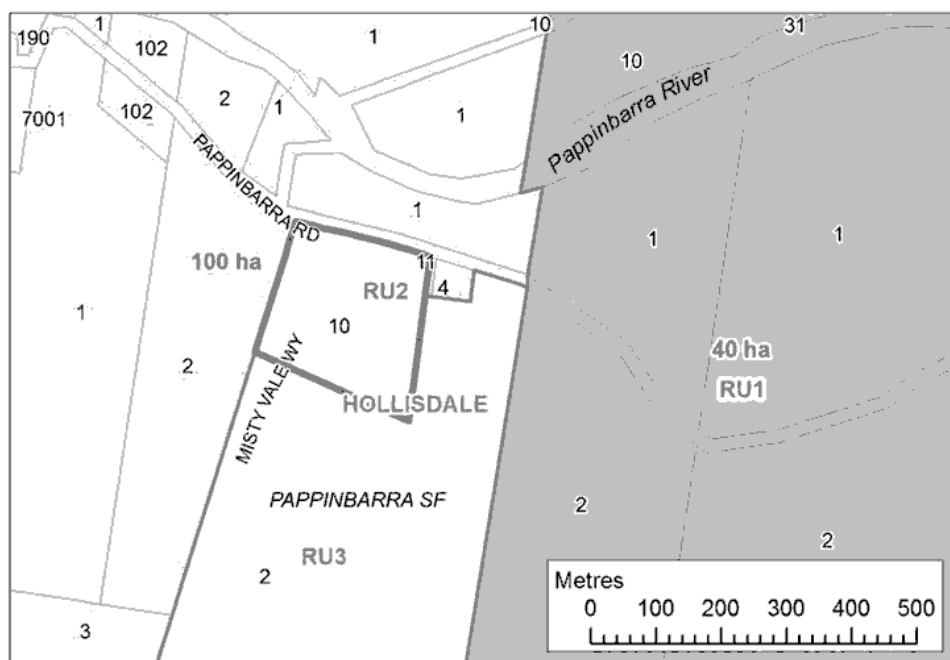 1
10
31
190
102
1
10
2
1
1
7001
102
Pappinbarra River
PAPPINBARRA RD
1
1
1
100 ha
11
RU2
4
10
1
40 ha
2
RU1
MISTY VALE WY
HOLLISDALE
PAPPINBARRA SF
2
RU3
2
2
3
Metres
0 100 200 300 400 500